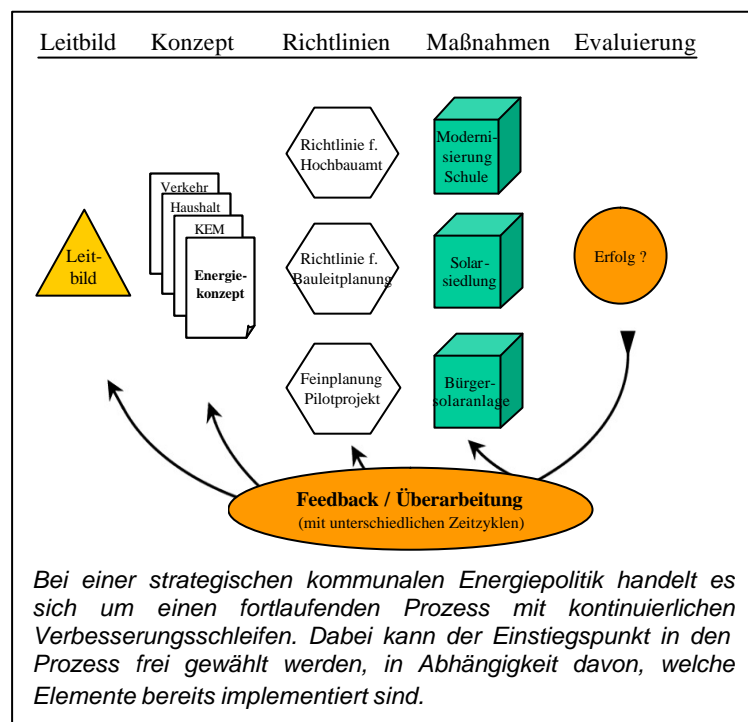 Leitbild Konzept Richtlinien Maßnahmen Evaluierung
Leit-
bild
Verkehr
Haushalt
KEM
Energie-
konzept
Richtlinie f.
Hochbauamt
Richtlinie f.
Bauleitplanung
Feinplanung
Pilotprojekt
Moderni-
sierung
Schule
Solar-
siedlung
Bürger-
solaranlage
Erfolg ?
Feedback / Überarbeitung
(mit unterschiedlichen Zeitzyklen)
Bei einer strategischen kommunalen Energiepolitik handelt es
sich um einen fortlaufenden Prozess mit kontinuierlichen
Verbesserungsschleifen. Dabei kann der Einstiegspunkt in den
Prozess frei gewählt werden, in Abhängigkeit davon, welche
Elemente bereits implementiert sind.